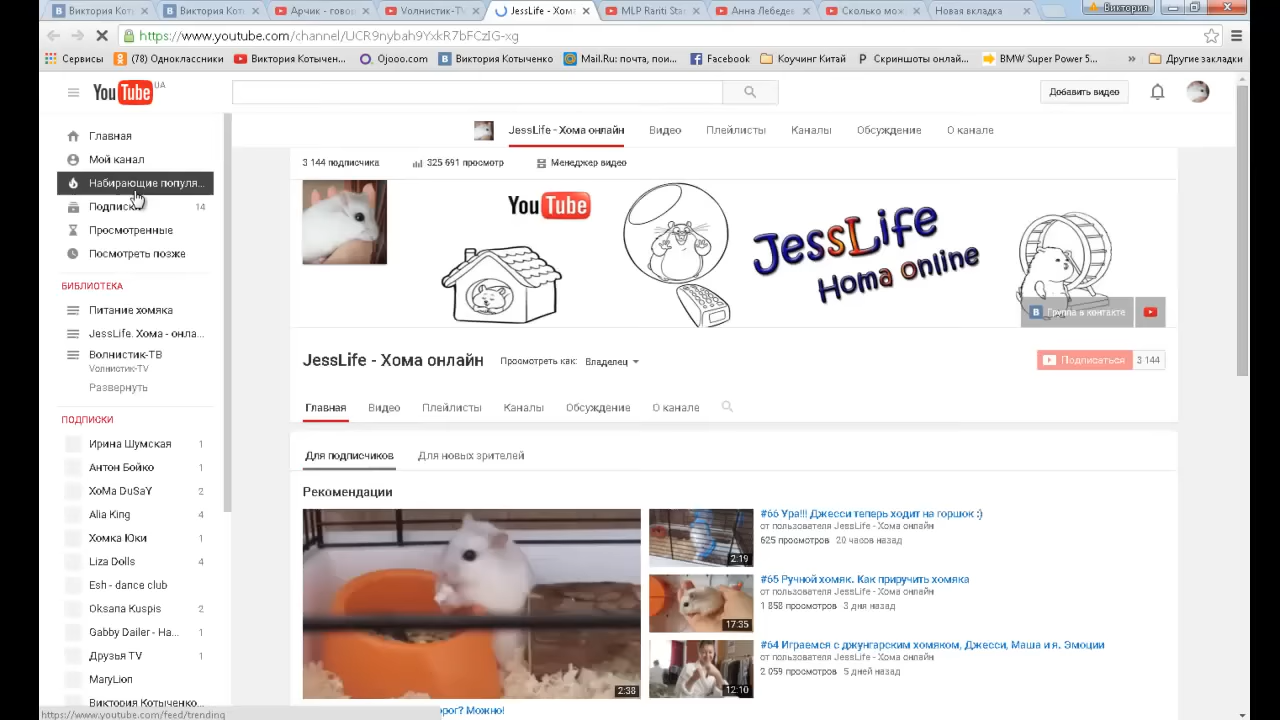 Виктория Коты
Виктория Коты
Арчик - гово
Волнистик-TV
JessLife - Хома
MLP Ranti Sta
Анна Лебеде
Сколько мож
Новая вкладка
Виктория
https://www.youtube.com/channel/UCR9nybah9YxkR7bFCzIG-xg
Сервисы
(78) Одноклассники
Виктория Котычен...
Ojooo.com
Виктория Котыченко
Mail.Ru: почта, пои...
Facebook
Коучинг Китай
Скриншоты онлай...
BMW Super Power 5...
»
Другие закладки
YouTube UA
Добавить видео
JessLife - Хома онлайн
Видео
Плейлисты
Каналы
Обсуждение
О канале
Главная
Мой канал
Набирающие популя...
Подписки 14
Просмотренные
Посмотреть позже
БИБЛИОТЕКА
Питание хомяка
JessLife. Хома - онла...
Волнистик-ТВ
Волнистик-TV
Развернуть
ПОДПИСКИ
Ирина Шумская 1
Антон Бойко 1
ХоМа DuSaY 2
Alia King 4
Хомка Юки 1
Liza Dolls 4
Esh - dance club
Oksana Kuspis 2
Gabby Dailer - Ha... 1
Друзья TV 1
MaryLion
Виктория Котыченко...
https://www.youtube.com/feed/trending
3 144 подписчика
325 691 просмотр
Менеджер видео
YouTube
JessLife
Homa online
Группа в контакте
JessLife - Хома онлайн
Просмотреть как: Владелец
Подписаться 3 144
Главная
Видео
Плейлисты
Каналы
Обсуждение
О канале
Для подписчиков
Для новых зрителей
Рекомендации
2:38
орог? Можно!
2:19
#66 Ура!!! Джесси теперь ходит на горшок :)
от пользователя JessLife - Хома онлайн
625 просмотров 20 часов назад
17:35
#65 Ручной хомяк. Как приручить хомяка
от пользователя JessLife - Хома онлайн
1 858 просмотров 3 дня назад
12:10
#64 Играемся с джунгарским хомяком, Джесси, Маша и я. Эмоции
от пользователя JessLife - Хома онлайн
2 059 просмотров 5 дней назад